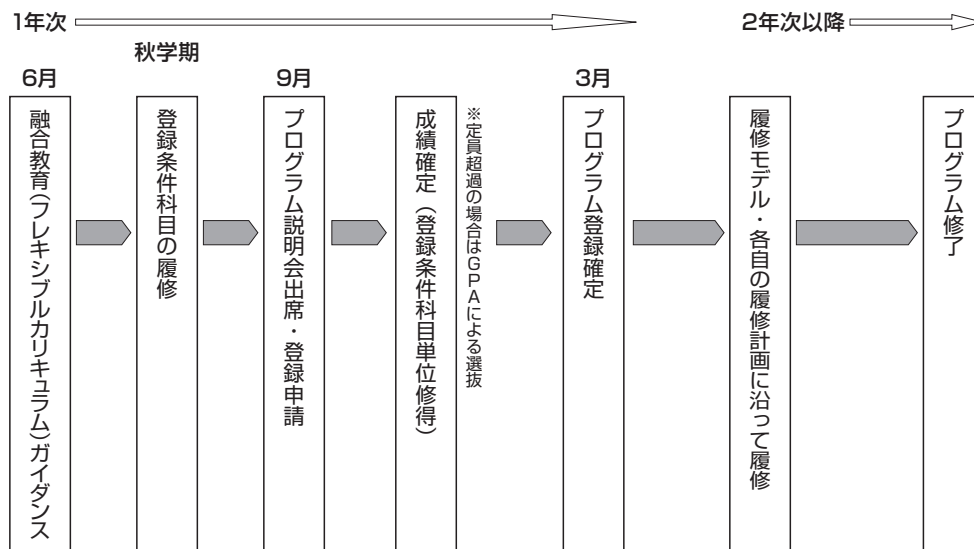 1年次
2年次以降
秋学期
6月
9月
3月
融合教育(フレキシブルカリキュラム)ガイダンス
登録条件科目の履修
プログラム説明会出席・登録申請
成績確定（登録条件科目単位修得）
※定員超過の場合はGPAによる選抜
プログラム登録確定
履修モデル・各自の履修計画に沿って履修
プログラム修了